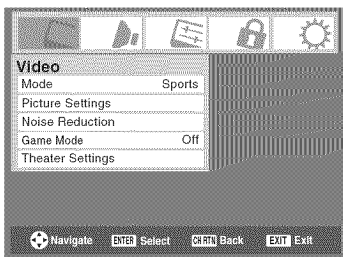 Video
Mode Sports
Picture Settings
Noise Reduction
Game Mode Off
Theater Settings
Navigate ENTER Select CH RTN Back EXIT Exit